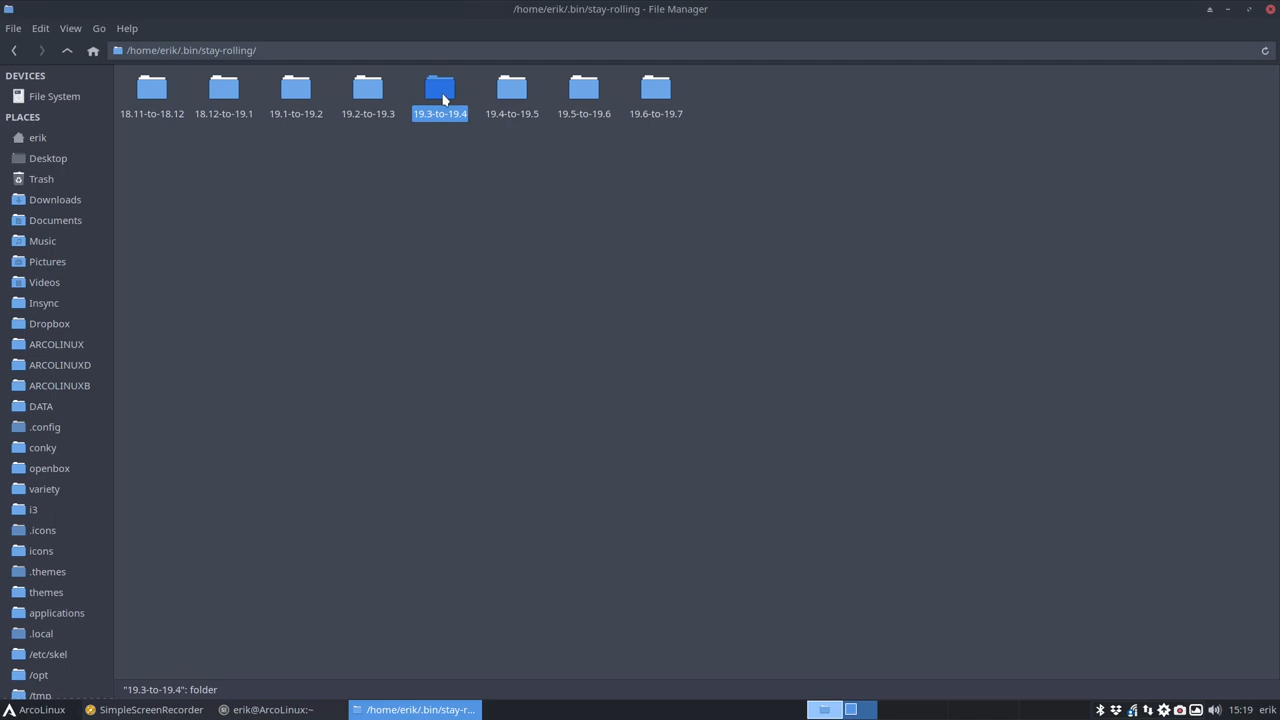 /home/erik/.bin/stay-rolling - File Manager
File Edit View Go Help
/home/erik/.bin/stay-rolling/
DEVICES
File System
PLACES
erik
Desktop
Trash
Downloads
Documents
Music
Pictures
Videos
Insync
Dropbox
ARCOLINUX
ARCOLINUXD
ARCOLINUXB
DATA
.config
conky
openbox
variety
i3
.icons
icons
.themes
themes
applications
.local
/etc/skel
/opt
/tmp
18.11-to-18.12 18.12-to-19.1 19.1-to-19.2 19.2-to-19.3 19.3-to-19.4 19.4-to-19.5 19.5-to-19.6 19.6-to-19.7
"19.3-to-19.4": folder
ArcoLinux SimpleScreenRecorder erik@ArcoLinux:~ /home/erik/.bin/stay-r... 15:19 erik